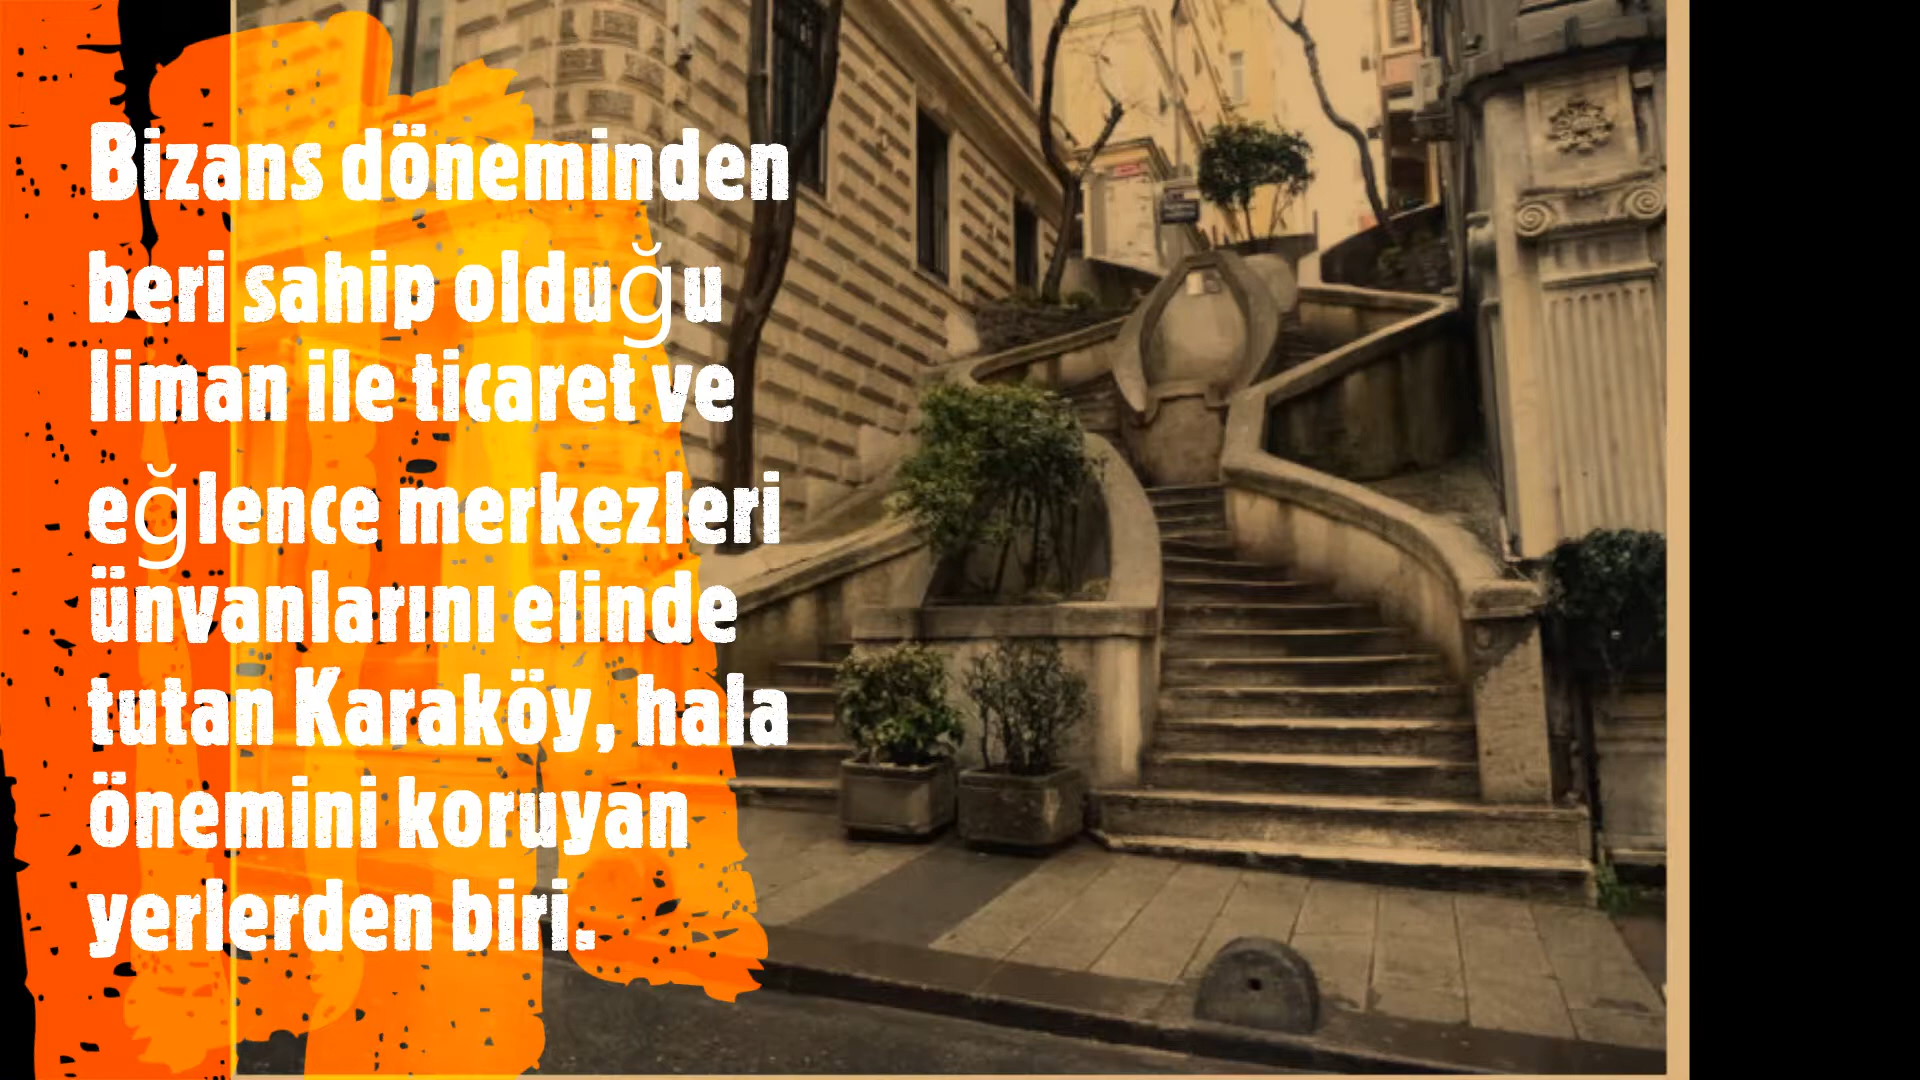 Bizans döneminden
beri sahip olduğu
liman ile ticaret ve
eğlence merkezleri
ünvanlarını elinde
tutan Karaköy, hala
önemini koruyan
yerlerden biri.